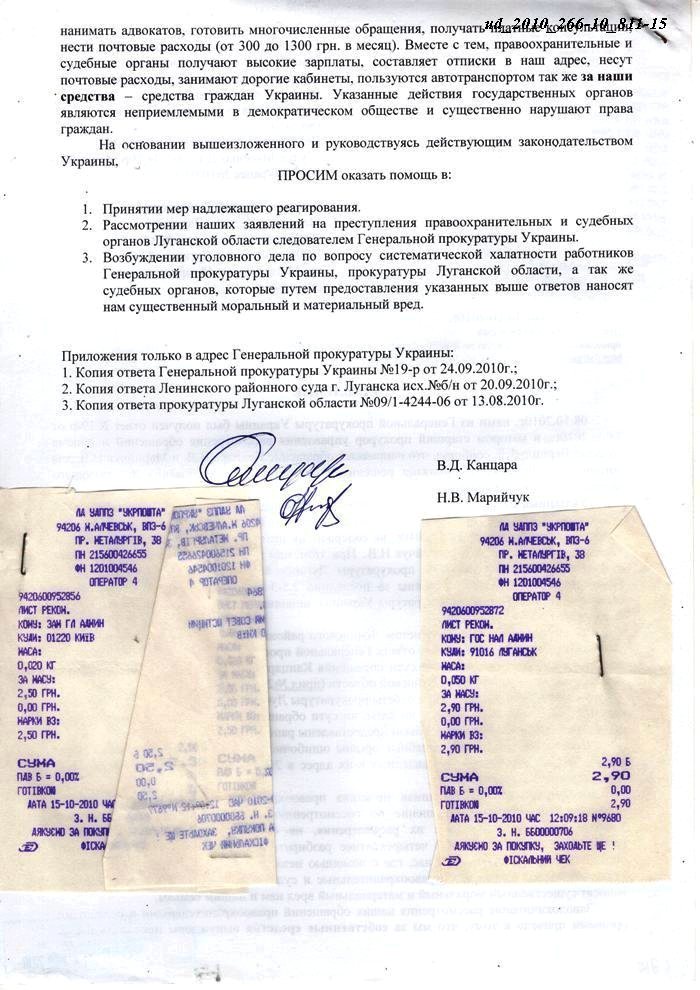 ud_2010_266-10_811-15
нанимать адвокатов, готовить многочисленные обращения, получать платные консультации,
нести почтовые расходы (от 300 до 1300 грн. в месяц). Вместе с тем, правоохранительные и
судебные органы получают высокие зарплаты, составляет отписки в наш адрес, несут
почтовые расходы, занимают дорогие кабинеты, пользуются автотранспортом так же за наши
средства – средства граждан Украины. Указанные действия государственных органов
являются неприемлемыми в демократическом обществе и существенно нарушают права
граждан.
На основании вышеизложенного и руководствуясь действующим законодательством
Украины,
ПРОСИМ оказать помощь в:
1. Принятии мер надлежащего реагирования.
2. Рассмотрении наших заявлений на преступления правоохранительных и судебных
органов Луганской области следователем Генеральной прокуратуры Украины.
3. Возбуждении уголовного дела по вопросу систематической халатности работников
Генеральной прокуратуры Украины, прокуратуры Луганской области, а так же
судебных органов, которые путем предоставления указанных выше ответов наносят
нам существенный моральный и материальный вред.
Приложения только в адрес Генеральной прокуратуры Украины:
1. Копия ответа Генеральной прокуратуры Украины №19-р от 24.09.2010г.;
2. Копия ответа Ленинского районного суда г. Луганска исх.№б/н от 20.09.2010г.;
3. Копия ответа прокуратуры Луганской области №09/1-4244-06 от 13.08.2010г.
В.Д. Канцара
Н.В. Марийчук
ЛА УАППЗ "УКРПОШТА"
94206 М.АЛЧЕВСЬК, ВПЗ-6
ПР. МЕТАЛУРГІВ, 38
ПН 215600426655
ФН 1201004546
ОПЕРАТОР 4
9420600952856
ЛИСТ РЕКОМ.
КОМУ: ЗАМ ГЛ АДМИН
КУДИ: 01220 КИЇВ
МАСА:
0,020 КГ
ЗА МАСУ:
2,50 ГРН.
0,00 ГРН.
МАРКИ ВЗ:
2,50 ГРН.
СУМА
ПДВ Б = 0,00%
ГОТІВКОЮ
ДАТА 15-10-2010 ЧАС
З. Н. ББ
ДЯКУЄМО ЗА ПОКУПК
ФІСКАЛ
ЛА УАППЗ "УКРПОШТА"
94206 М.АЛЧЕВСЬК, ВПЗ-6
ПР. МЕТАЛУРГІВ, 38
ПН 215600426655
ФН 1201004546
ОПЕРАТОР 4
9420600952872
ЛИСТ РЕКОМ.
КОМУ: ГОС НАЛ АДМИН
КУДИ: 91016 ЛУГАНСЬК
МАСА:
0,050 КГ
ЗА МАСУ:
2,90 ГРН.
0,00 ГРН.
МАРКИ ВЗ:
2,90 ГРН.
2,90 Б
СУМА 2,90
ПДВ Б = 0,00% 0,00
ГОТІВКОЮ 2,90
ДАТА 15-10-2010 ЧАС 12:09:18 №9680
З. Н. ББ00000706
ДЯКУЄМО ЗА ПОКУПКУ, ЗАХОДЬТЕ ЩЕ !
ФІСКАЛЬНИЙ ЧЕК